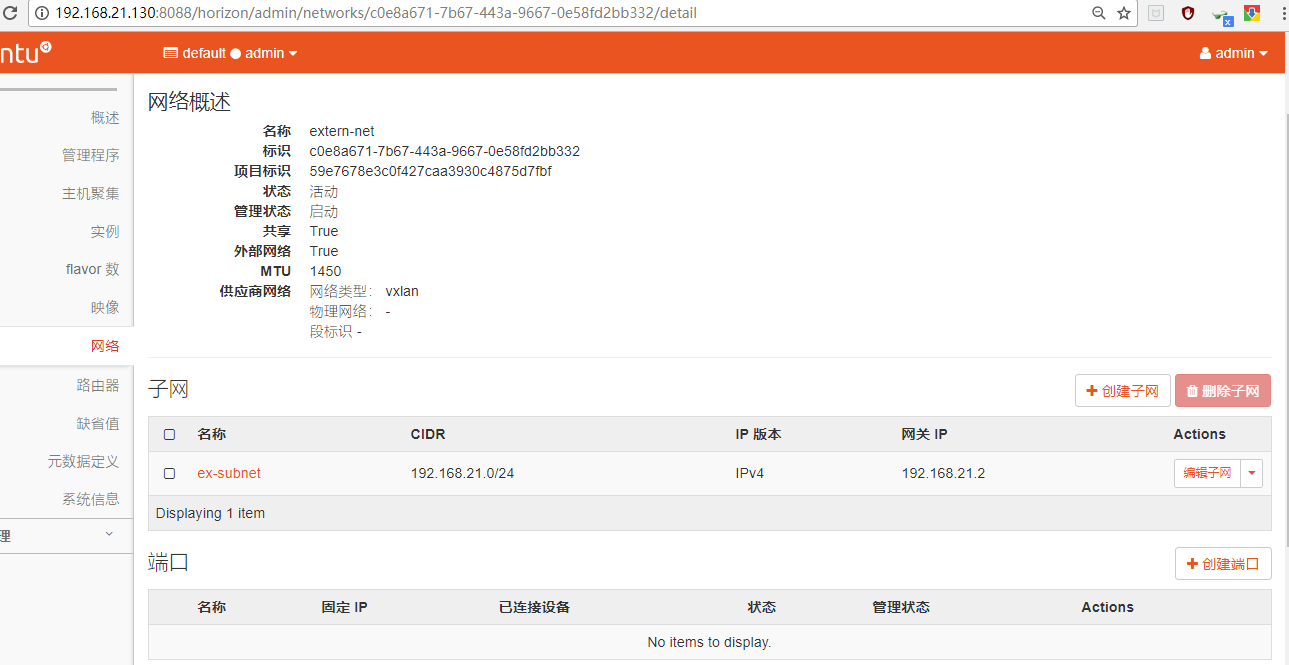 192.168.21.130:8088/horizon/admin/networks/c0e8a671-7b67-443a-9667-0e58fd2bb332/detail
ntu default admin admin
概述
管理程序
主机聚集
实例
flavor 数
映像
网络
路由器
缺省值
元数据定义
系统信息
理
网络概述
名称 extern-net
标识 c0e8a671-7b67-443a-9667-0e58fd2bb332
项目标识 59e7678e3c0f427caa3930c4875d7fbf
状态 活动
管理状态 启动
共享 True
外部网络 True
MTU 1450
供应商网络 网络类型: vxlan
物理网络: -
段标识 -
子网 创建子网 删除子网
名称 CIDR IP 版本 网关 IP Actions
ex-subnet 192.168.21.0/24 IPv4 192.168.21.2 编辑子网
Displaying 1 item
端口 创建端口
名称 固定 IP 已连接设备 状态 管理状态 Actions
No items to display.